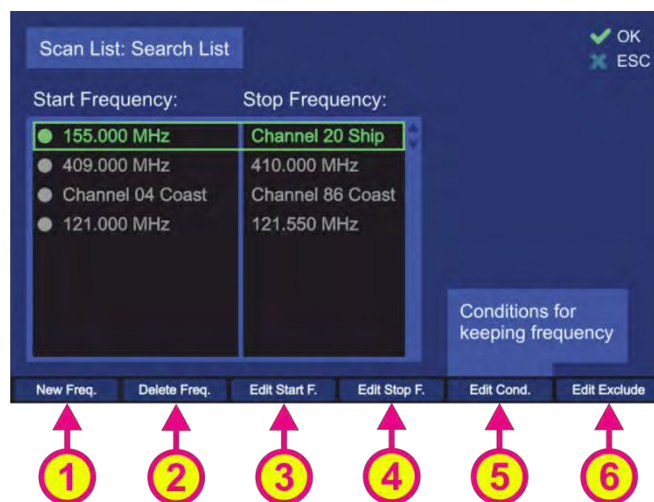 Scan List: Search List
OK
ESC
Start Frequency: Stop Frequency:
155.000 MHz Channel 20 Ship
409.000 MHz 410.000 MHz
Channel 04 Coast Channel 86 Coast
121.000 MHz 121.550 MHz
Conditions for
keeping frequency
New Freq. Delete Freq. Edit Start F. Edit Stop F. Edit Cond. Edit Exclude
1 2 3 4 5 6